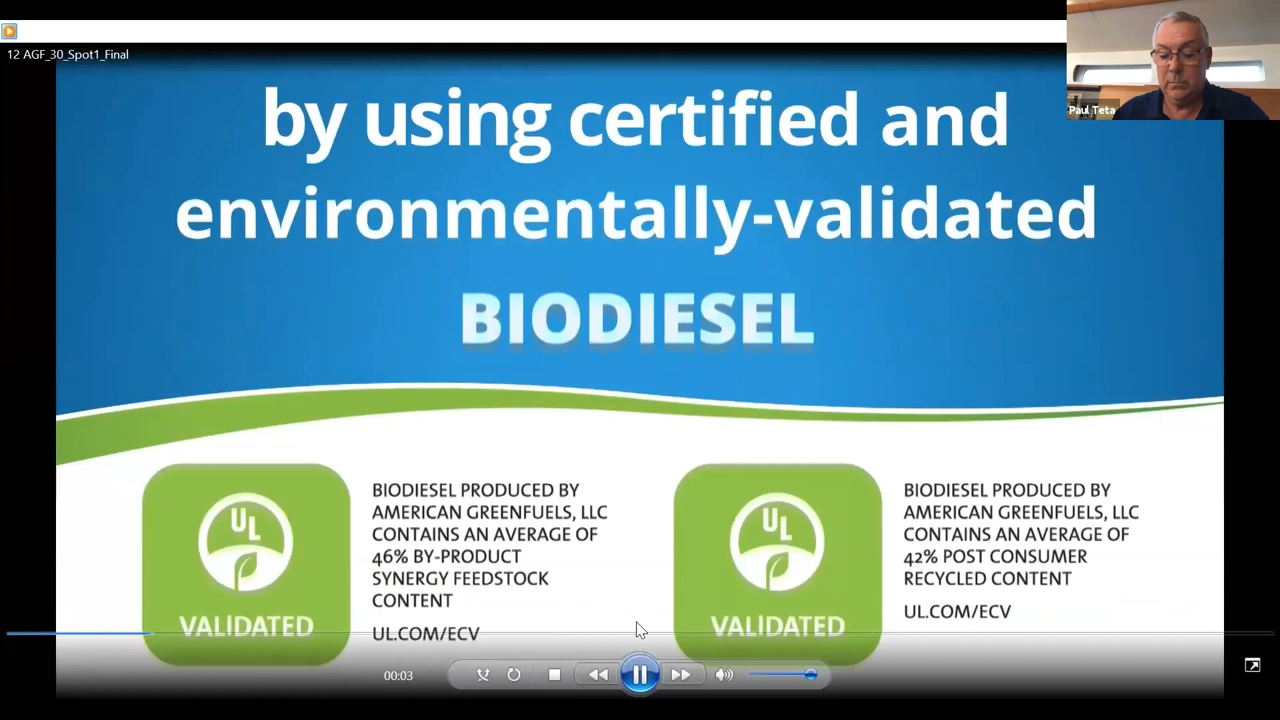 12 AGF_30_Spot1_Final
Paul Teta
by using certified and
environmentally-validated
BIODIESEL
UL
VALIDATED
BIODIESEL PRODUCED BY
AMERICAN GREENFUELS, LLC
CONTAINS AN AVERAGE OF
46% BY-PRODUCT
SYNERGY FEEDSTOCK
CONTENT
UL.COM/ECV
UL
VALIDATED
BIODIESEL PRODUCED BY
AMERICAN GREENFUELS, LLC
CONTAINS AN AVERAGE OF
42% POST CONSUMER
RECYCLED CONTENT
UL.COM/ECV
00:03